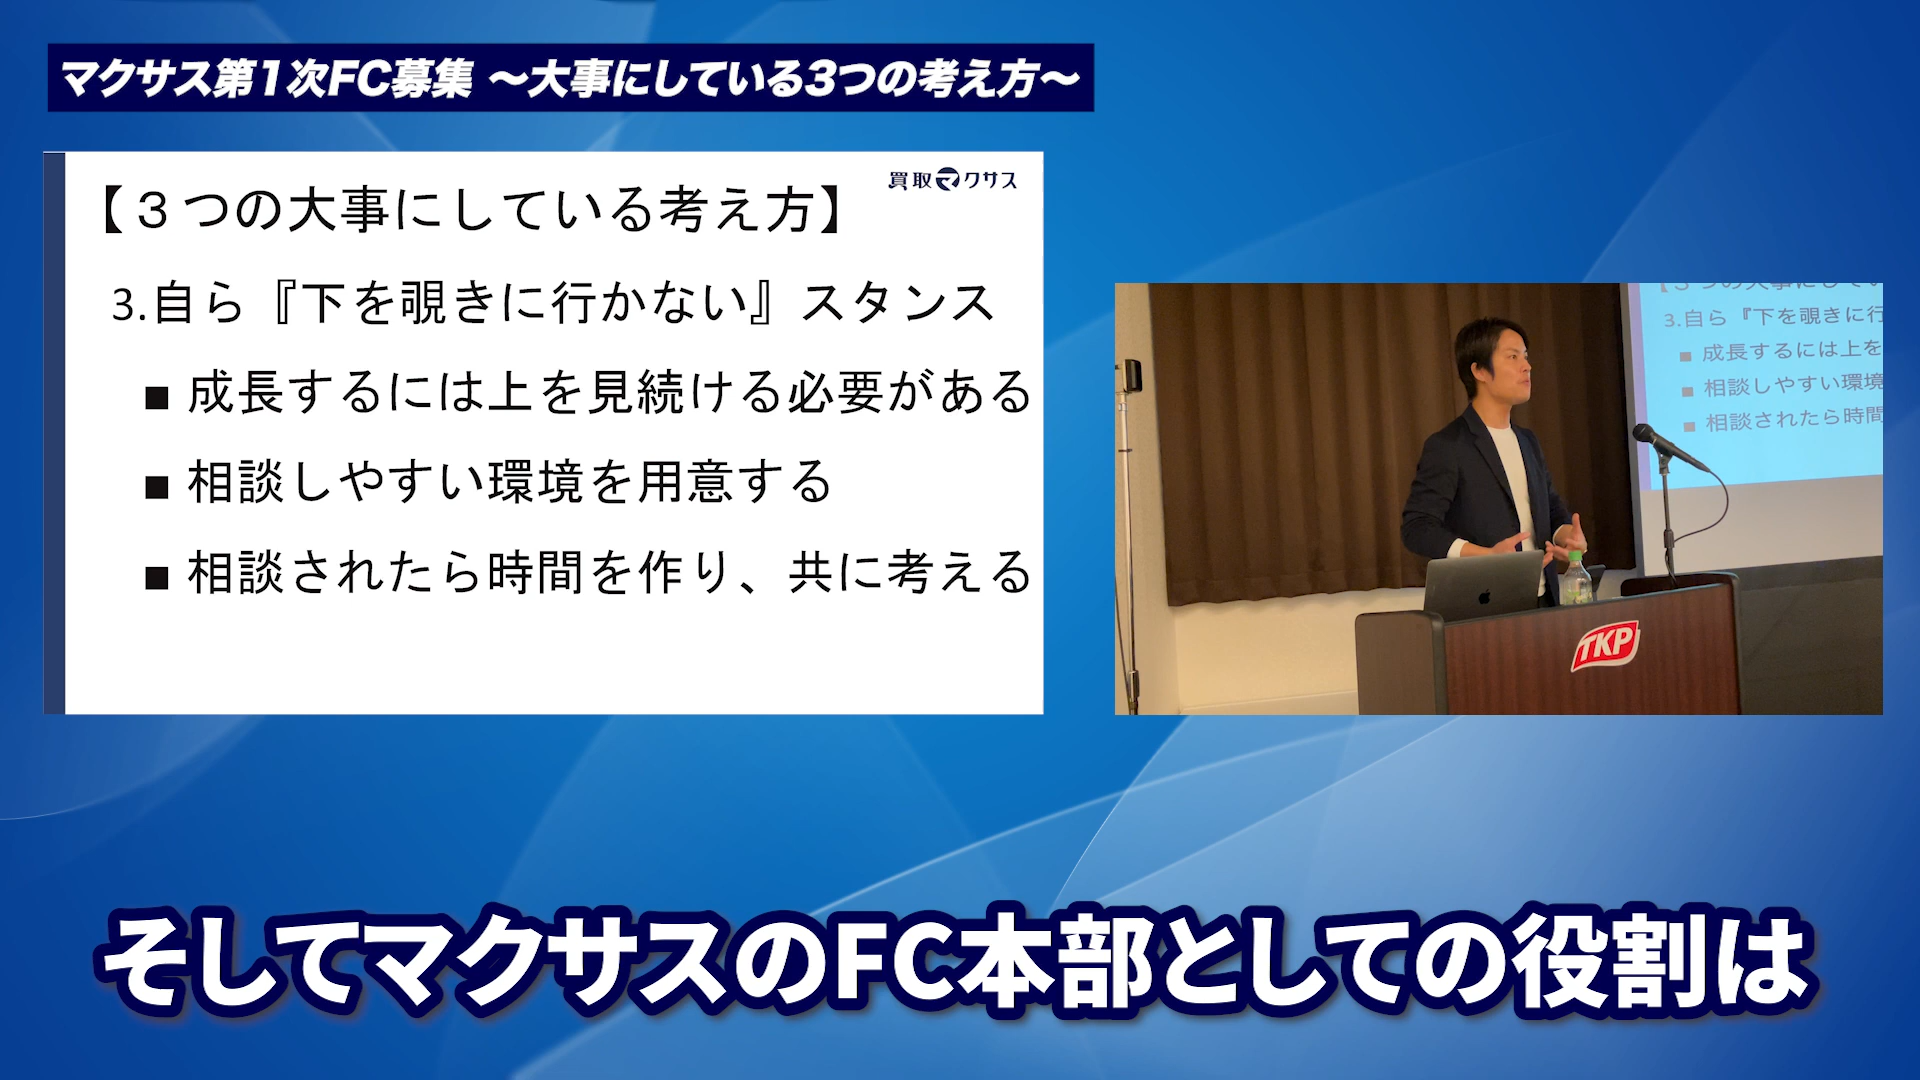 マクサス第1次FC募集 〜大事にしている3つの考え方〜
買取マクサス
【３つの大事にしている考え方】
3.自ら『下を覗きに行かない』スタンス
■ 成長するには上を見続ける必要がある
■ 相談しやすい環境を用意する
■ 相談されたら時間を作り、共に考える
3.自ら『下を覗きに行
■ 成長するには上を
■ 相談しやすい環境
■ 相談されたら時間
TKP
そしてマクサスのFC本部としての役割は